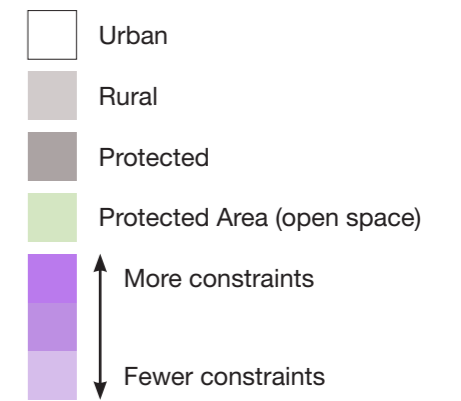 Urban
Rural
Protected
Protected Area (open space)
More constraints
Fewer constraints